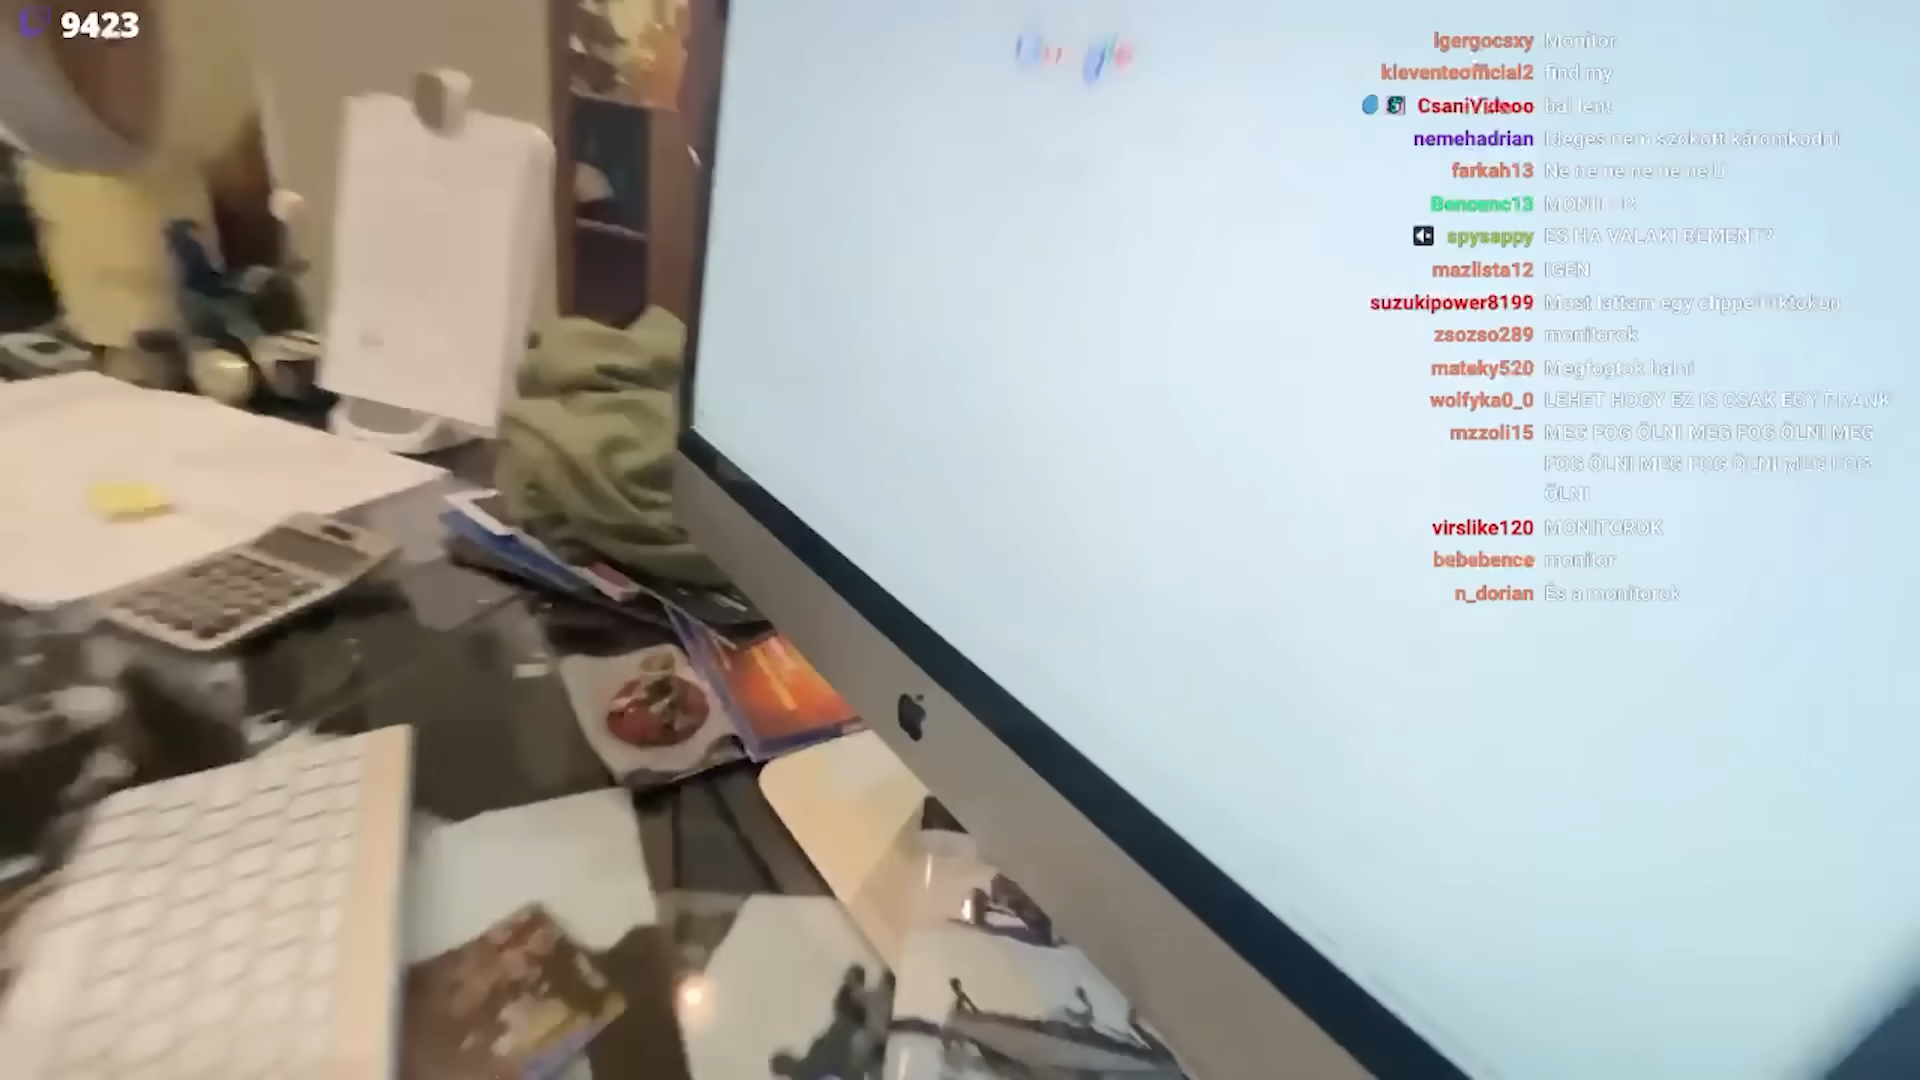 9423
Google
lgergocsxy Monitor
kleventeofficial2 find my
CsaniVideoo bal lent
nemehadrian Ideges nem szokott káromkodni
farkah13 Ne ne ne ne ne ne U
Bencenc13
spysappy ES HA VALAKI BEMENT?
mazlista12 IGEN
suzukipower8199 Most lattam egy clippet tiktokon
zsozso289 monitorok
mateky520 Megfogtok halni
wolfyka0_0 LEHET HOGY EZ IS CSAK EGY PRANK
mzzoli15 MEG FOG ÖLNI MEG FOG ÖLNI MEG
FOG ÖLNI MEG FOG ÖLNI MEG FOG
ÖLNI
virslike120 MONITOROK
bebebence monitor
n_dorian És a monitorok